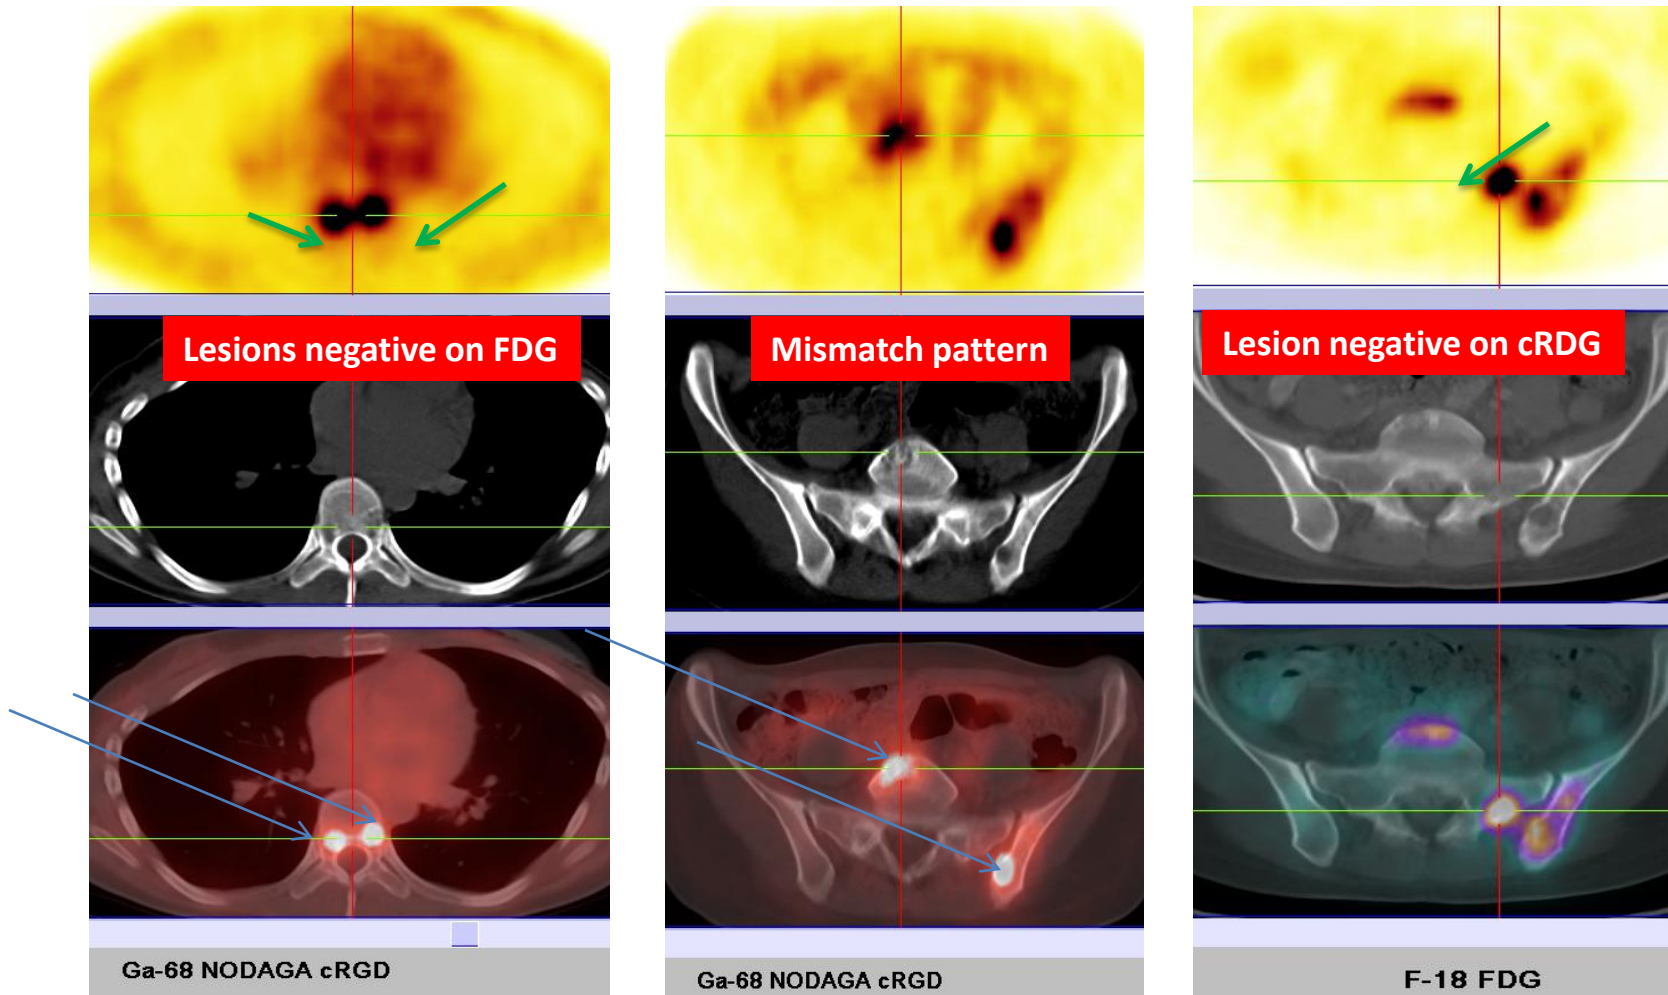 Lesions negative on FDG
Mismatch pattern
Lesion negative on cRDG
Ga-68 NODAGA cRGD
Ga-68 NODAGA cRGD
F-18 FDG